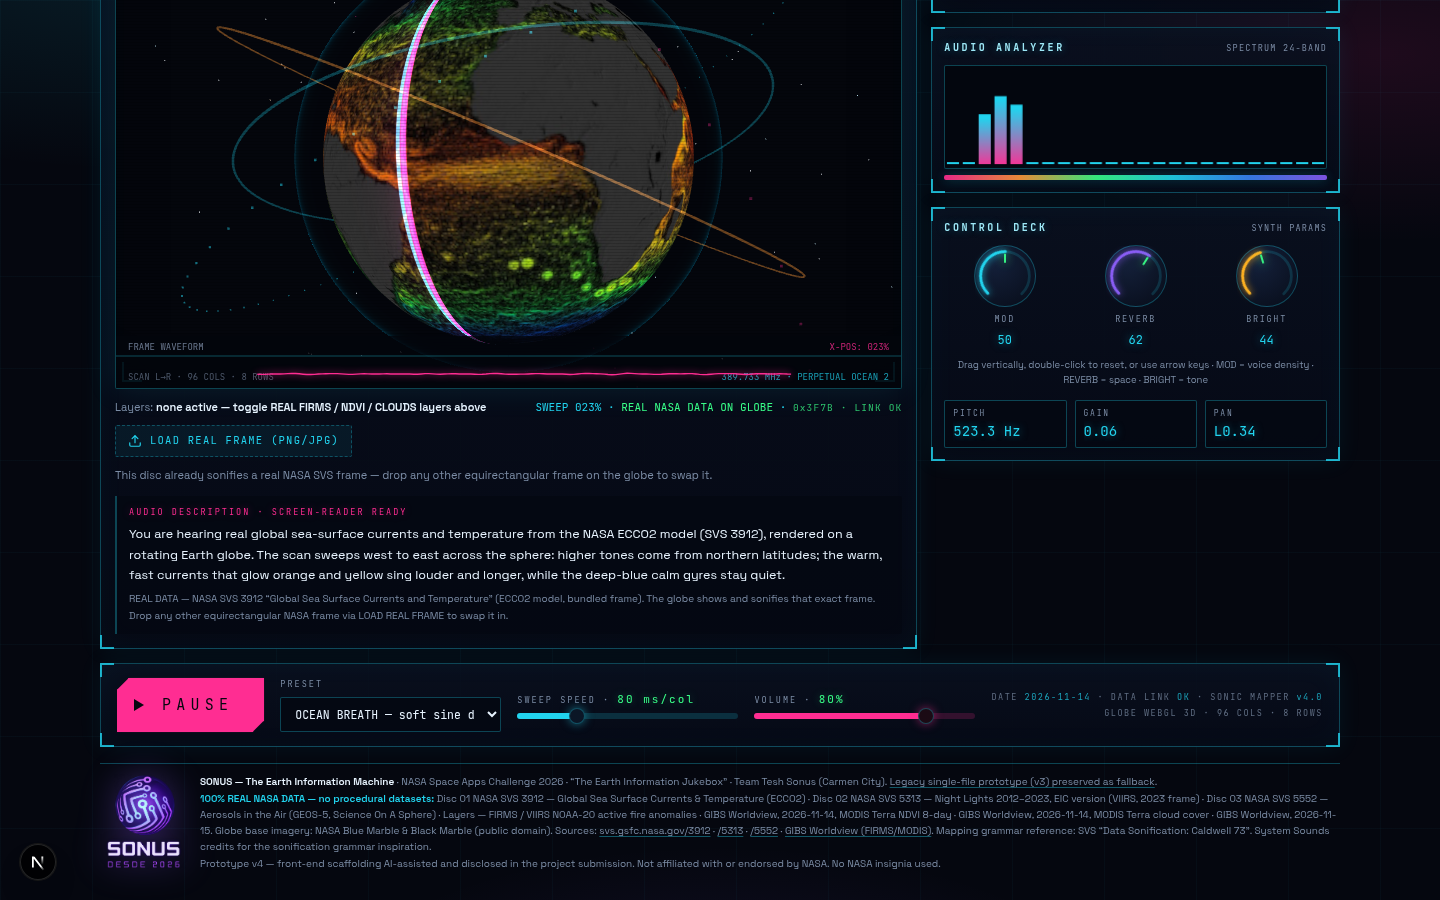 FRAME WAVEFORM
X-POS: 023%
SCAN L→R · 96 COLS · 8 ROWS
389.733 MHz · PERPETUAL OCEAN 2
Layers: none active — toggle REAL FIRMS / NDVI / CLOUDS layers above
SWEEP 023% · REAL NASA DATA ON GLOBE · 0x3F7B · LINK OK
LOAD REAL FRAME (PNG/JPG)
This disc already sonifies a real NASA SVS frame — drop any other equirectangular frame on the globe to swap it.
AUDIO DESCRIPTION · SCREEN-READER READY
You are hearing real global sea-surface currents and temperature from the NASA ECCO2 model (SVS 3912), rendered on a
rotating Earth globe. The scan sweeps west to east across the sphere: higher tones come from northern latitudes; the warm,
fast currents that glow orange and yellow sing louder and longer, while the deep-blue calm gyres stay quiet.
REAL DATA — NASA SVS 3912 "Global Sea Surface Currents and Temperature" (ECCO2 model, bundled frame). The globe shows and sonifies that exact frame.
Drop any other equirectangular NASA frame via LOAD REAL FRAME to swap it in.
AUDIO ANALYZER
SPECTRUM 24-BAND
CONTROL DECK
SYNTH PARAMS
MOD
REVERB
BRIGHT
50
62
44
Drag vertically, double-click to reset, or use arrow keys · MOD = voice density ·
REVERB = space · BRIGHT = tone
PITCH
523.3 Hz
GAIN
0.06
PAN
L0.34
PAUSE
PRESET
OCEAN BREATH — soft sine d
SWEEP SPEED · 80 ms/col
VOLUME · 80%
DATE 2026-11-14 · DATA LINK OK · SONIC MAPPER v4.0
GLOBE WEBGL 3D · 96 COLS · 8 ROWS
SONUS
DESDE 2026
SONUS — The Earth Information Machine · NASA Space Apps Challenge 2026 · "The Earth Information Jukebox" · Team Tesh Sonus (Carmen City). Legacy single-file prototype (v3) preserved as fallback.
100% REAL NASA DATA — no procedural datasets: Disc 01 NASA SVS 3912 — Global Sea Surface Currents & Temperature (ECCO2) · Disc 02 NASA SVS 5313 — Night Lights 2012–2023, EIC version (VIIRS, 2023 frame) · Disc 03 NASA SVS 5552 —
Aerosols in the Air (GEOS-5, Science On A Sphere) · Layers — FIRMS / VIIRS NOAA-20 active fire anomalies · GIBS Worldview, 2026-11-14, MODIS Terra NDVI 8-day · GIBS Worldview, 2026-11-14, MODIS Terra cloud cover · GIBS Worldview, 2026-11-
15. Globe base imagery: NASA Blue Marble & Black Marble (public domain). Sources: svs.gsfc.nasa.gov/3912 · /5313 · /5552 · GIBS Worldview (FIRMS/MODIS). Mapping grammar reference: SVS "Data Sonification: Caldwell 73". System Sounds
credits for the sonification grammar inspiration.
Prototype v4 — front-end scaffolding AI-assisted and disclosed in the project submission. Not affiliated with or endorsed by NASA. No NASA insignia used.
N